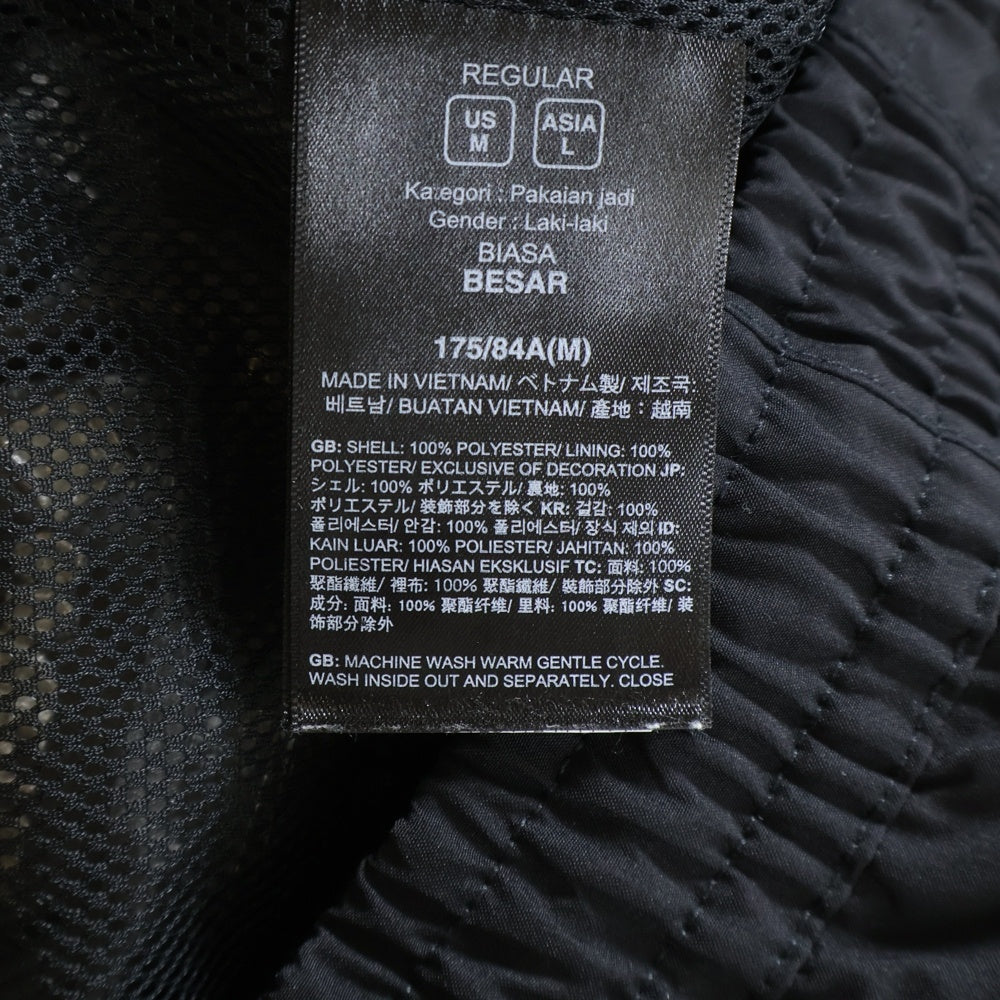 REGULAR
US ASIA
M L
Kategori : Pakaian jadi
Gender : Laki-laki
BIASA
BESAR
175/84A(M)
MADE IN VIETNAM/ ベトナム製/ 제조국
베트남/ BUATAN VIETNAM/ 產地：越南
GB: SHELL: 100% POLYESTER/ LINING: 100%
POLYESTER/ EXCLUSIVE OF DECORATION JP:
シェル: 100% ポリエステル/ 裏地: 100%
ポリエステル/ 装飾部分を除く KR: 겉감: 100%
폴리에스터/ 안감: 100% 폴리에스터/ 장식 제외 ID:
KAIN LUAR: 100% POLIESTER/ JAHITAN: 100%
POLIESTER/ HIASAN EKSKLUSIF TC: 面料: 100%
聚酯纖維/ 裡布: 100% 聚酯纖維/ 裝飾部分除外 SC:
成分: 面料: 100% 聚酯纤维/ 里料: 100% 聚酯纤维/ 装
饰部分除外
GB: MACHINE WASH WARM GENTLE CYCLE.
WASH INSIDE OUT AND SEPARATELY. CLOSE